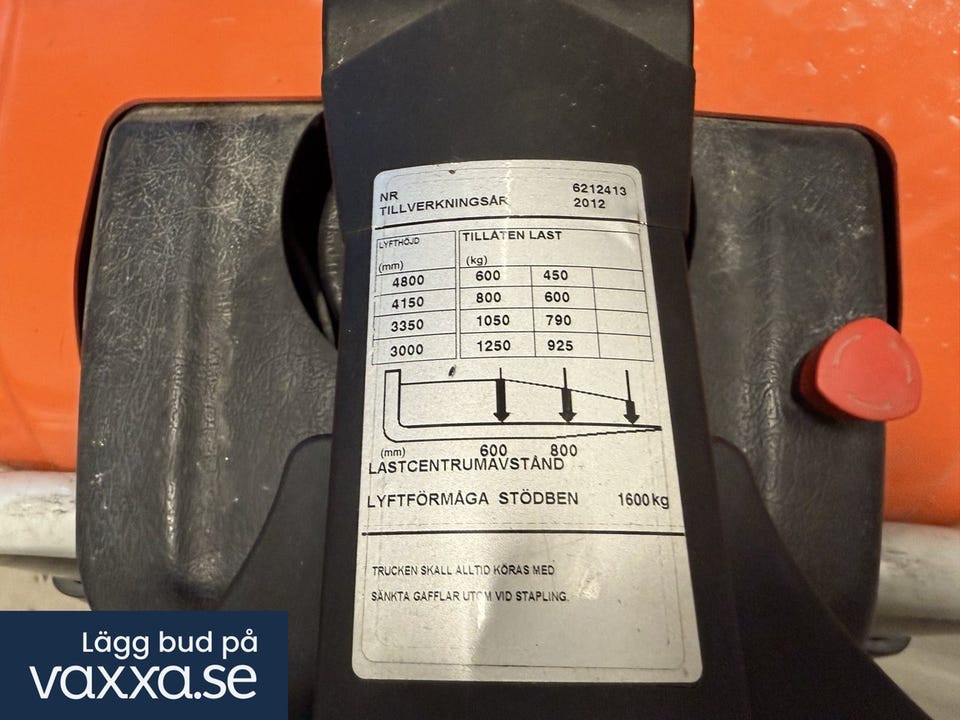 NR 6212413
TILLVERKNINGSÅR 2012
LYFTHÖJD TILLÅTEN LAST
(mm) (kg)
4800 600 450
4150 800 600
3350 1050 790
3000 1250 925
(mm) 600 800
LASTCENTRUMAVSTÅND
LYFTFÖRMÅGA STÖDBEN 1600kg
TRUCKEN SKALL ALLTID KÖRAS MED
SÄNKTA GAFFLAR UTOM VID STAPLING.
Lägg bud på
vaxxa.se